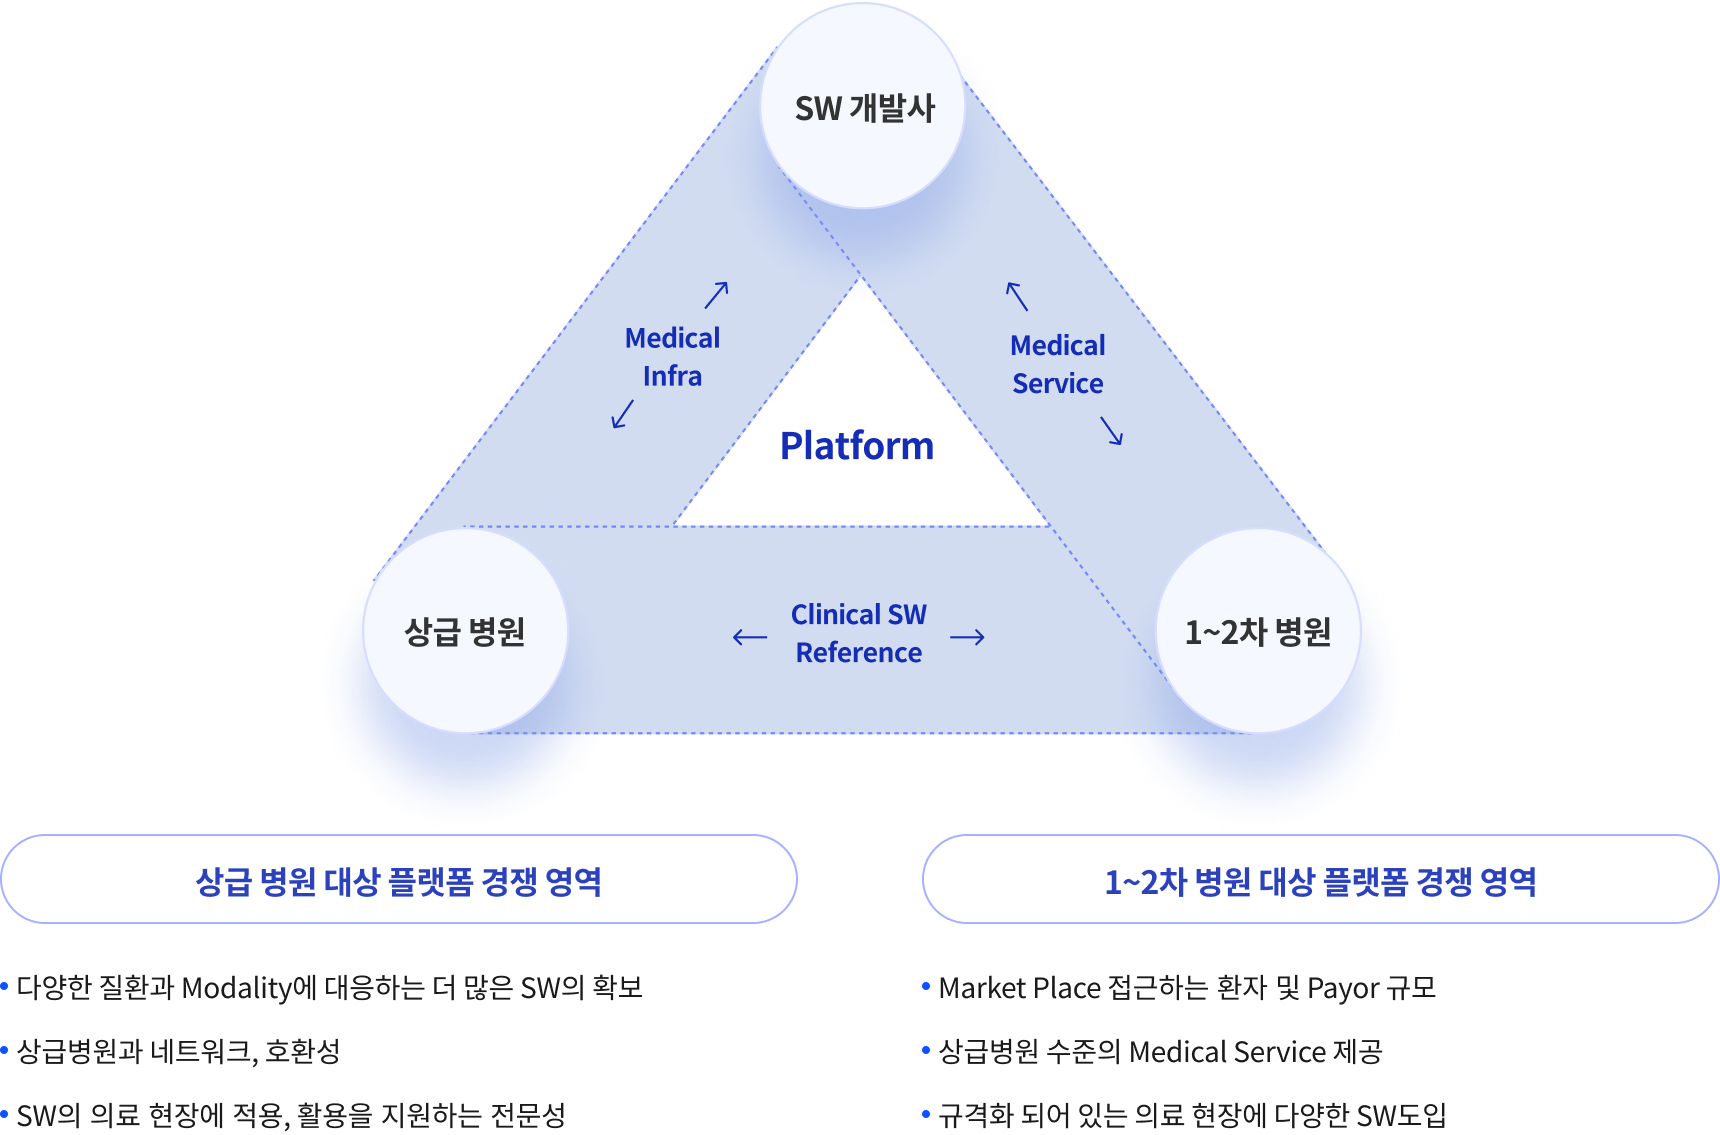 SW 개발사
Medical
Infra
Medical
Service
Platform
상급 병원
Clinical SW
Reference
1~2차 병원
상급 병원 대상 플랫폼 경쟁 영역
• 다양한 질환과 Modality에 대응하는 더 많은 SW의 확보
• 상급병원과 네트워크, 호환성
• SW의 의료 현장에 적용, 활용을 지원하는 전문성
1~2차 병원 대상 플랫폼 경쟁 영역
• Market Place 접근하는 환자 및 Payor 규모
• 상급병원 수준의 Medical Service 제공
• 규격화 되어 있는 의료 현장에 다양한 SW도입